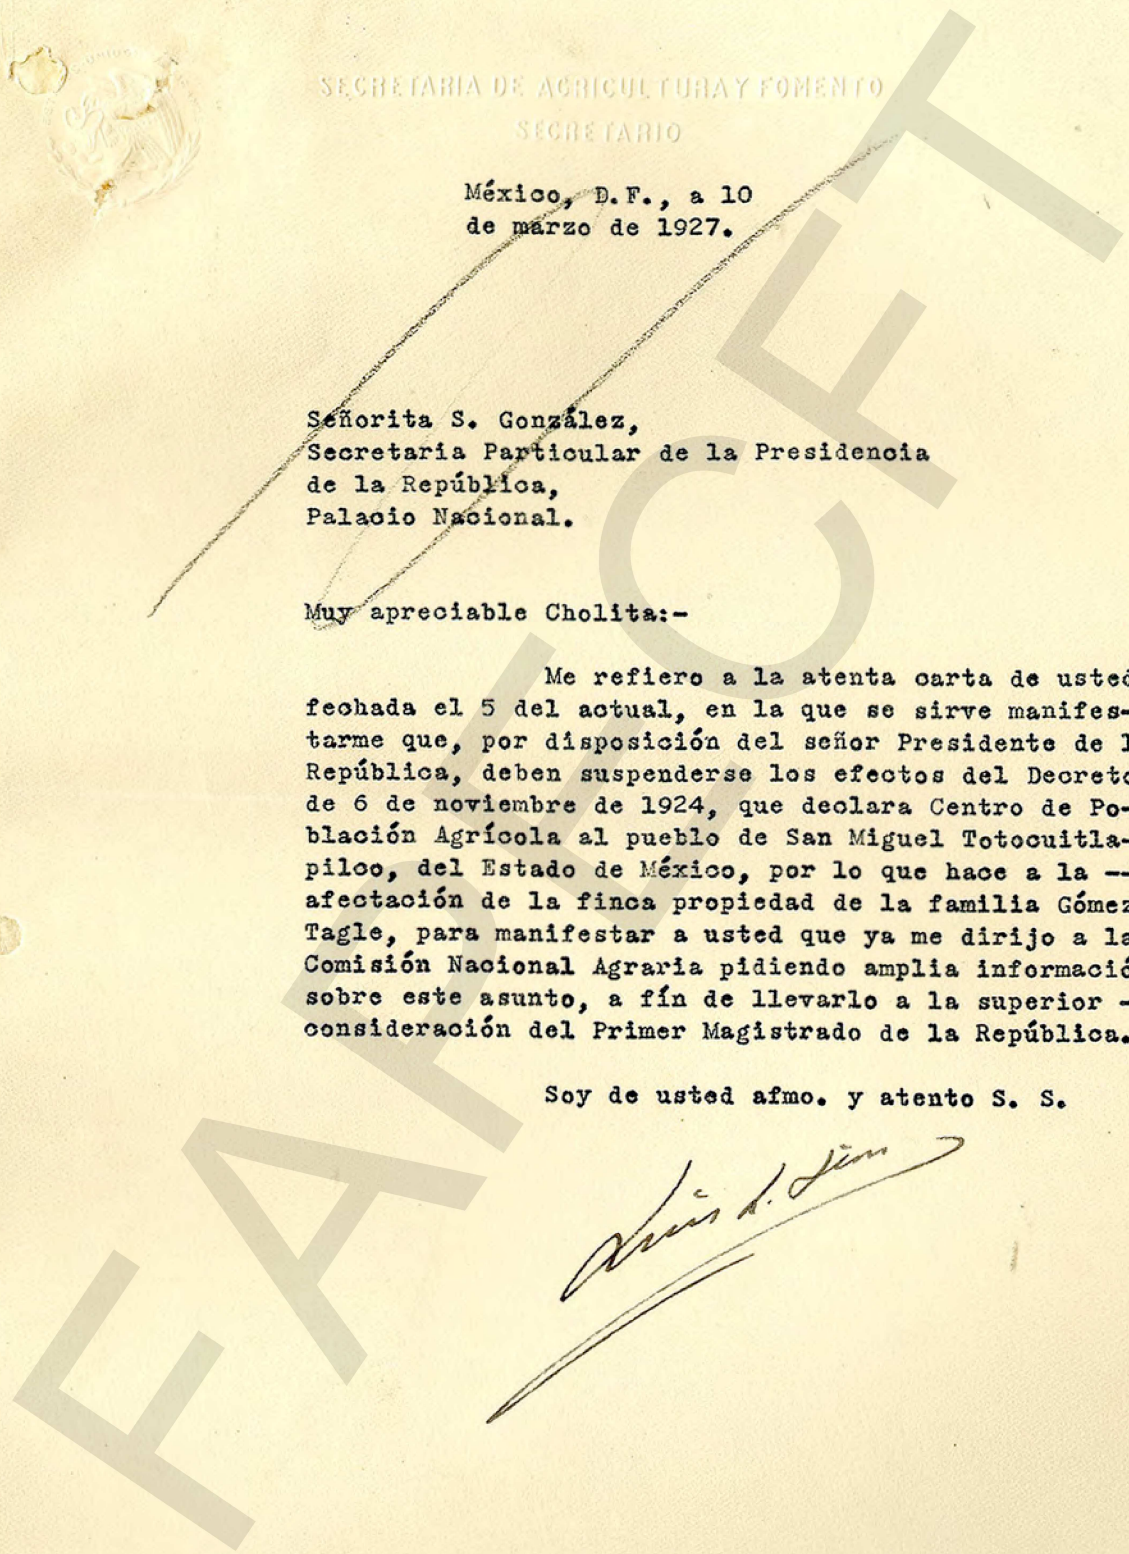 SECRETARIA DE AGRICULTURA Y FOMENTO
SECRETARIO
México, D.F., a 10
de marzo de 1927.
Señorita S. González,
Secretaria Particular de la Presidencia
de la República,
Palacio Nacional.
Muy apreciable Cholita:-
Me refiero a la atenta carta de usted
fechada el 5 del actual, en la que se sirve manifes-
tarme que, por disposición del señor Presidente de l
República, deben suspenderse los efectos del Decreto
de 6 de noviembre de 1924, que declara Centro de Po-
blación Agrícola al pueblo de San Miguel Totocuitla-
pilco, del Estado de México, por lo que hace a la --
afectación de la finca propiedad de la familia Gómez
Tagle, para manifestar a usted que ya me dirijo a la
Comisión Nacional Agraria pidiendo amplia informació
sobre este asunto, a fín de llevarlo a la superior -
consideración del Primer Magistrado de la República.
Soy de usted afmo. y atento S. S.
Luis L. León
FAPECFT